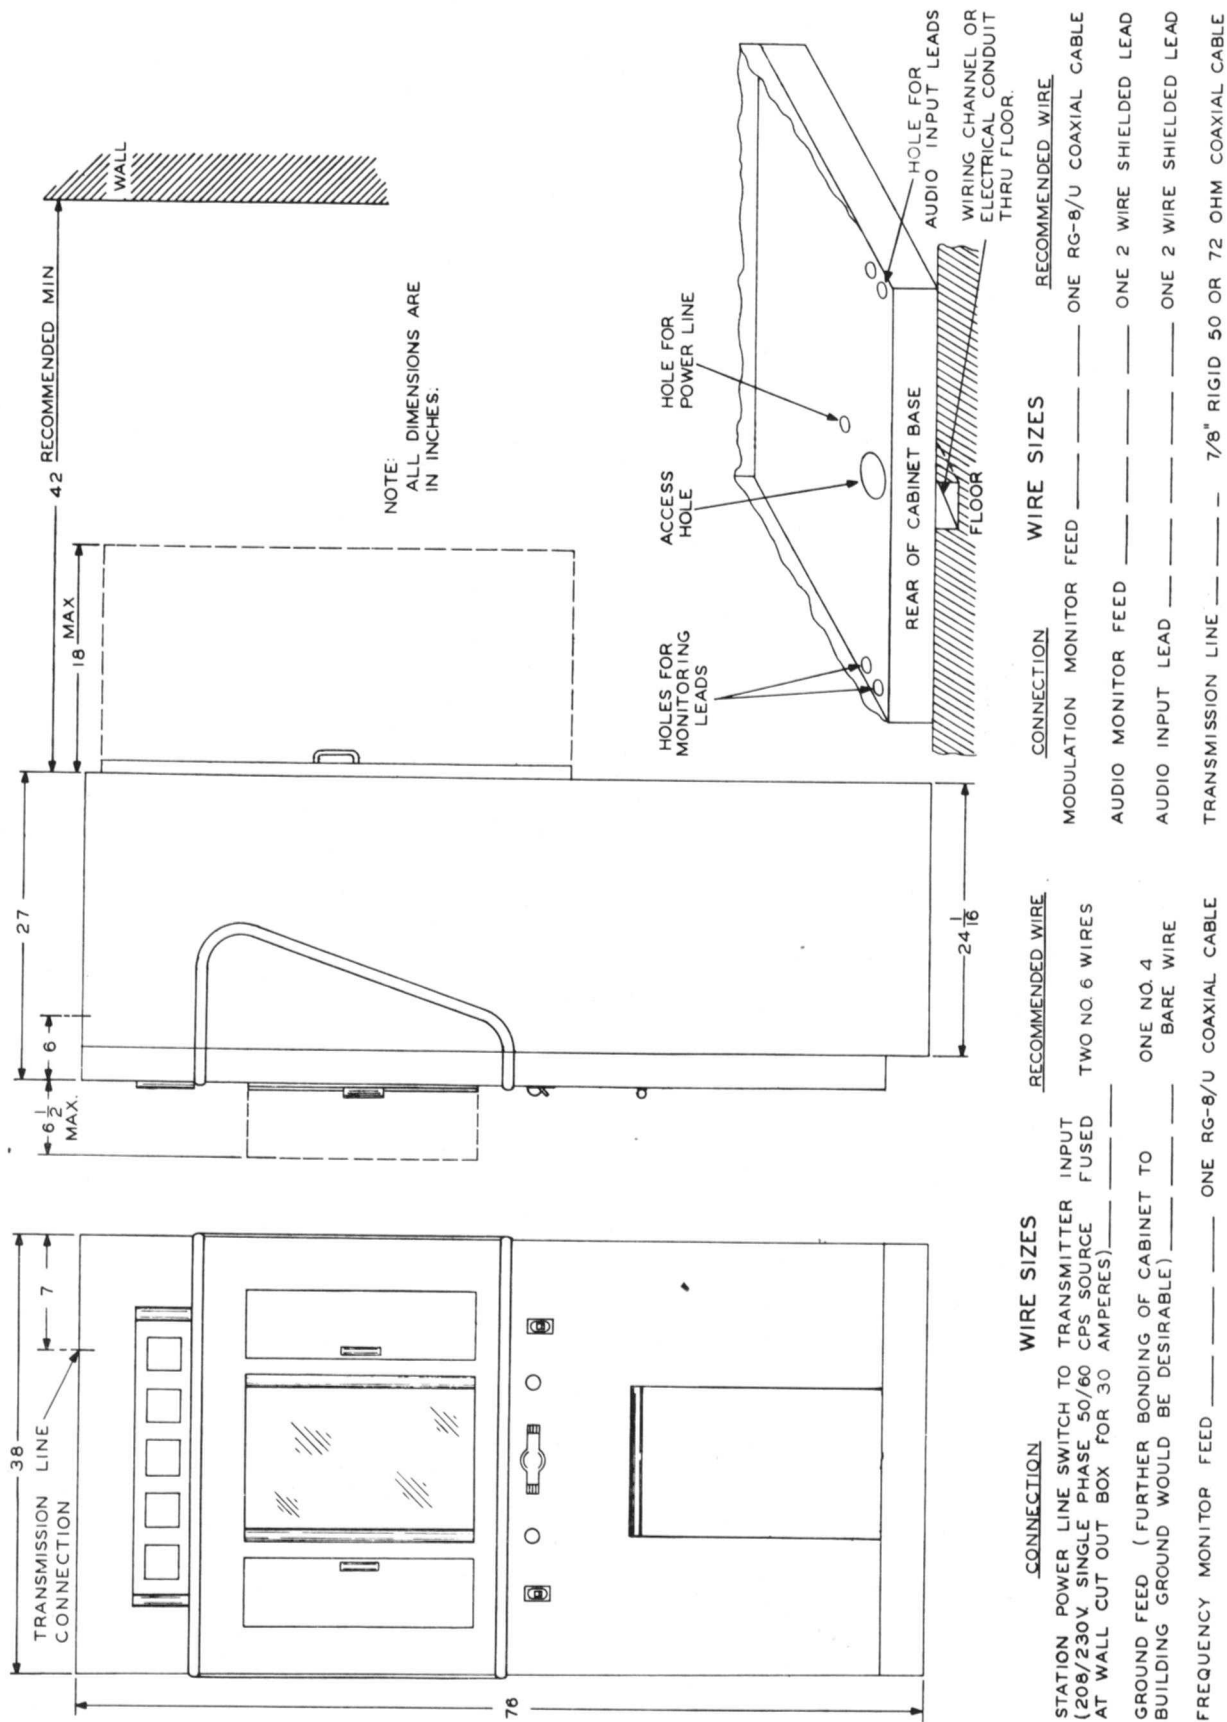 38
TRANSMISSION LINE
CONNECTION
7
76
6 1/2
MAX.
6
27
24 1/16
18 MAX
42 RECOMMENDED MIN
WALL
NOTE:
ALL DIMENSIONS ARE
IN INCHES.
HOLES FOR
MONITORING
LEADS
ACCESS
HOLE
HOLE FOR
POWER LINE
HOLE FOR
AUDIO INPUT LEADS
WIRING CHANNEL OR
ELECTRICAL CONDUIT
THRU FLOOR.
REAR OF CABINET BASE
FLOOR
CONNECTION WIRE SIZES RECOMMENDED WIRE
STATION POWER LINE SWITCH TO TRANSMITTER INPUT
(208/230V. SINGLE PHASE 50/60 CPS SOURCE FUSED TWO NO. 6 WIRES
AT WALL CUT OUT BOX FOR 30 AMPERES)
GROUND FEED (FURTHER BONDING OF CABINET TO ONE NO. 4
BUILDING GROUND WOULD BE DESIRABLE) BARE WIRE
FREQUENCY MONITOR FEED ONE RG-8/U COAXIAL CABLE
CONNECTION WIRE SIZES RECOMMENDED WIRE
MODULATION MONITOR FEED ONE RG-8/U COAXIAL CABLE
AUDIO MONITOR FEED ONE 2 WIRE SHIELDED LEAD
AUDIO INPUT LEAD ONE 2 WIRE SHIELDED LEAD
TRANSMISSION LINE 7/8" RIGID 50 OR 72 OHM COAXIAL CABLE